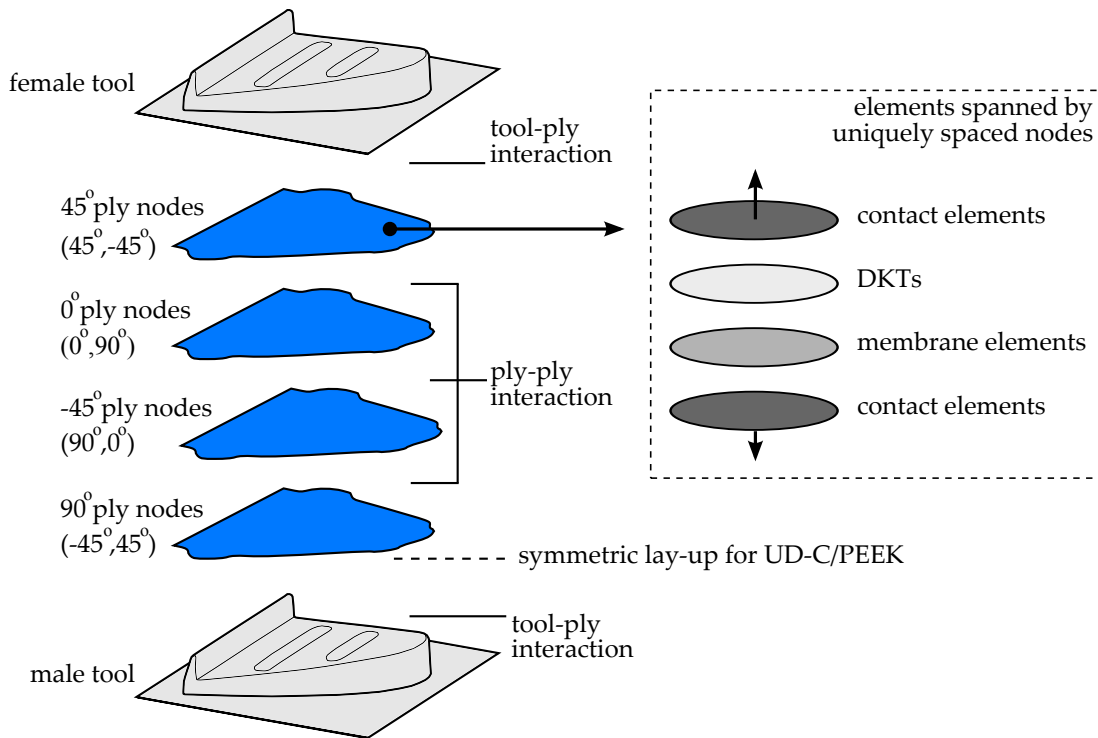 female tool
tool-ply
interaction
elements spanned by
uniquely spaced nodes
45° ply nodes
(45°,-45°)
contact elements
DKTs
membrane elements
contact elements
0° ply nodes
(0°,90°)
ply-ply
interaction
-45° ply nodes
(90°,0°)
90° ply nodes
(-45°,45°)
symmetric lay-up for UD-C/PEEK
tool-ply
interaction
male tool